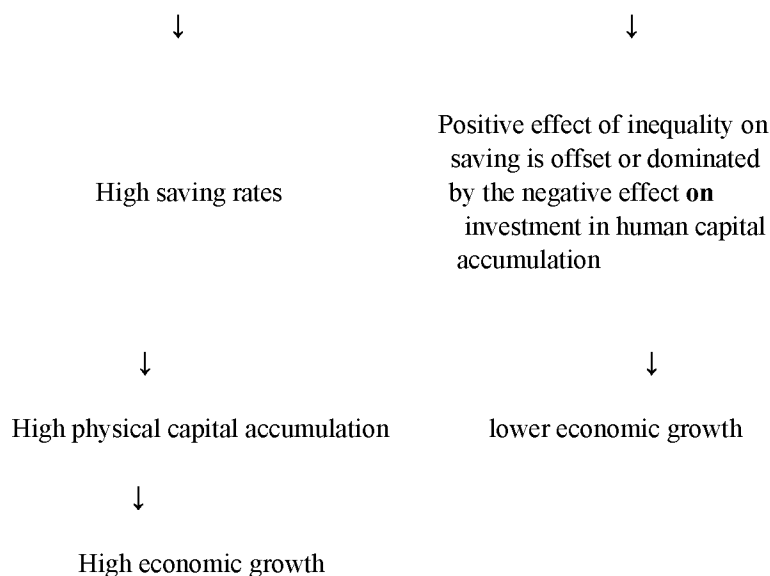 ↓ ↓
Positive effect of inequality on
saving is offset or dominated
High saving rates by the negative effect on
investment in human capital
accumulation
↓ ↓
High physical capital accumulation lower economic growth
↓
High economic growth